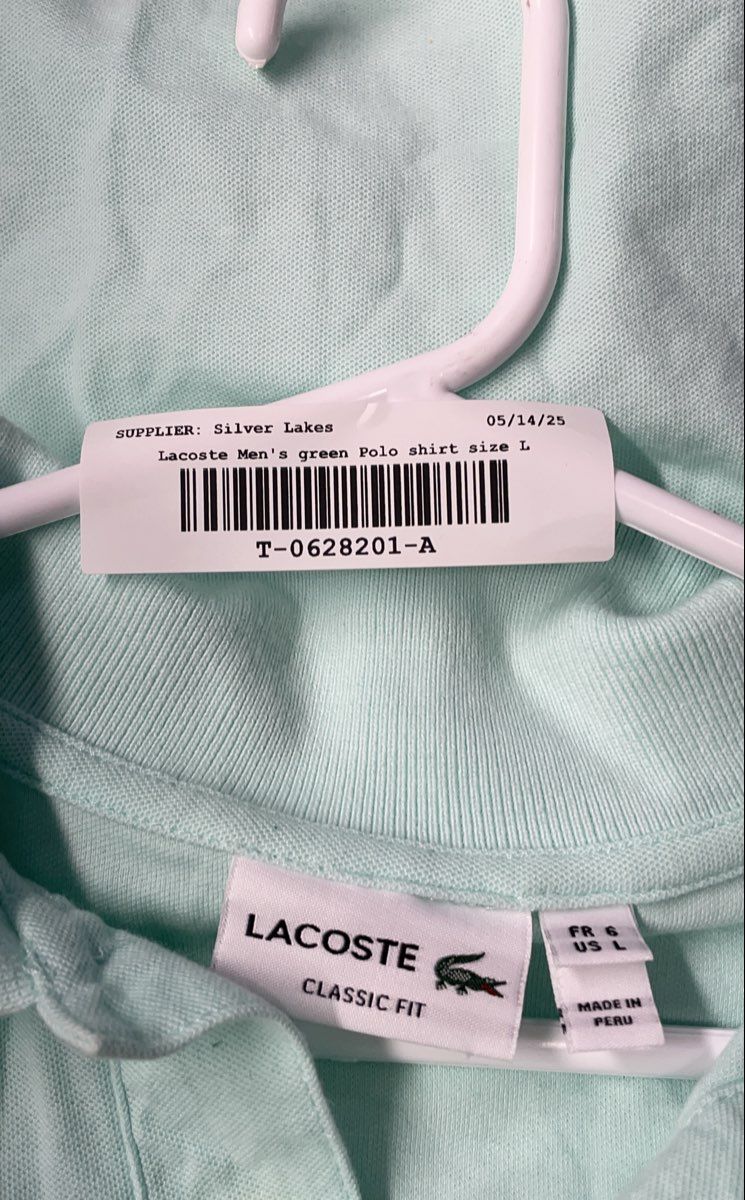 SUPPLIER: Silver Lakes 05/14/25
Lacoste Men's green Polo shirt size L
T-0628201-A
LACOSTE
CLASSIC FIT
FR 6
US L
MADE IN
PERU